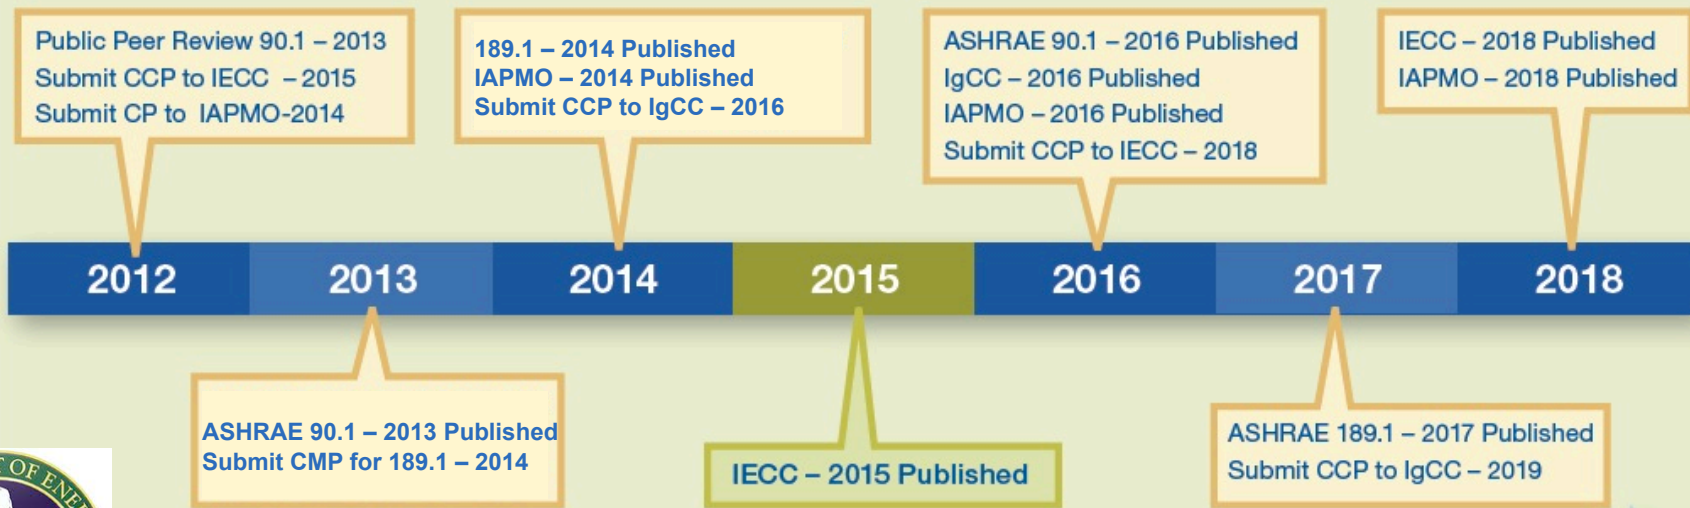 Public Peer Review 90.1 – 2013
Submit CCP to IECC – 2015
Submit CP to IAPMO-2014
189.1 – 2014 Published
IAPMO – 2014 Published
Submit CCP to IgCC – 2016
ASHRAE 90.1 – 2016 Published
IgCC – 2016 Published
IAPMO – 2016 Published
Submit CCP to IECC – 2018
IECC – 2018 Published
IAPMO – 2018 Published
2012
2013
2014
2015
2016
2017
2018
ASHRAE 90.1 – 2013 Published
Submit CMP for 189.1 – 2014
IECC – 2015 Published
ASHRAE 189.1 – 2017 Published
Submit CCP to IgCC – 2019
OF